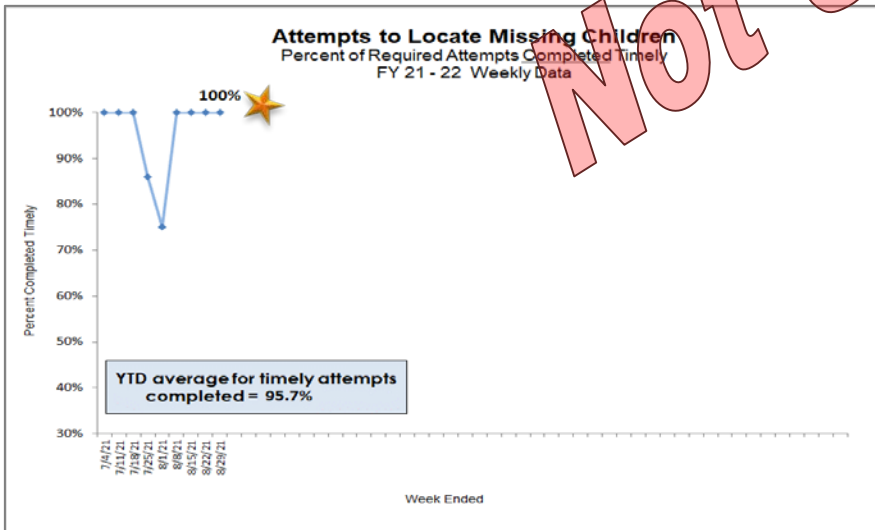 Attempts to Locate Missing Children
Percent of Required Attempts Completed Timely
FY 21 - 22 Weekly Data
Not
100%
100%
90%
80%
70%
60%
50%
40%
30%
Percent Completed Timely
YTD average for timely attempts
completed = 95.7%
7/4/21
7/11/21
7/18/21
7/25/21
8/1/21
8/8/21
8/15/21
8/22/21
8/29/21
Week Ended